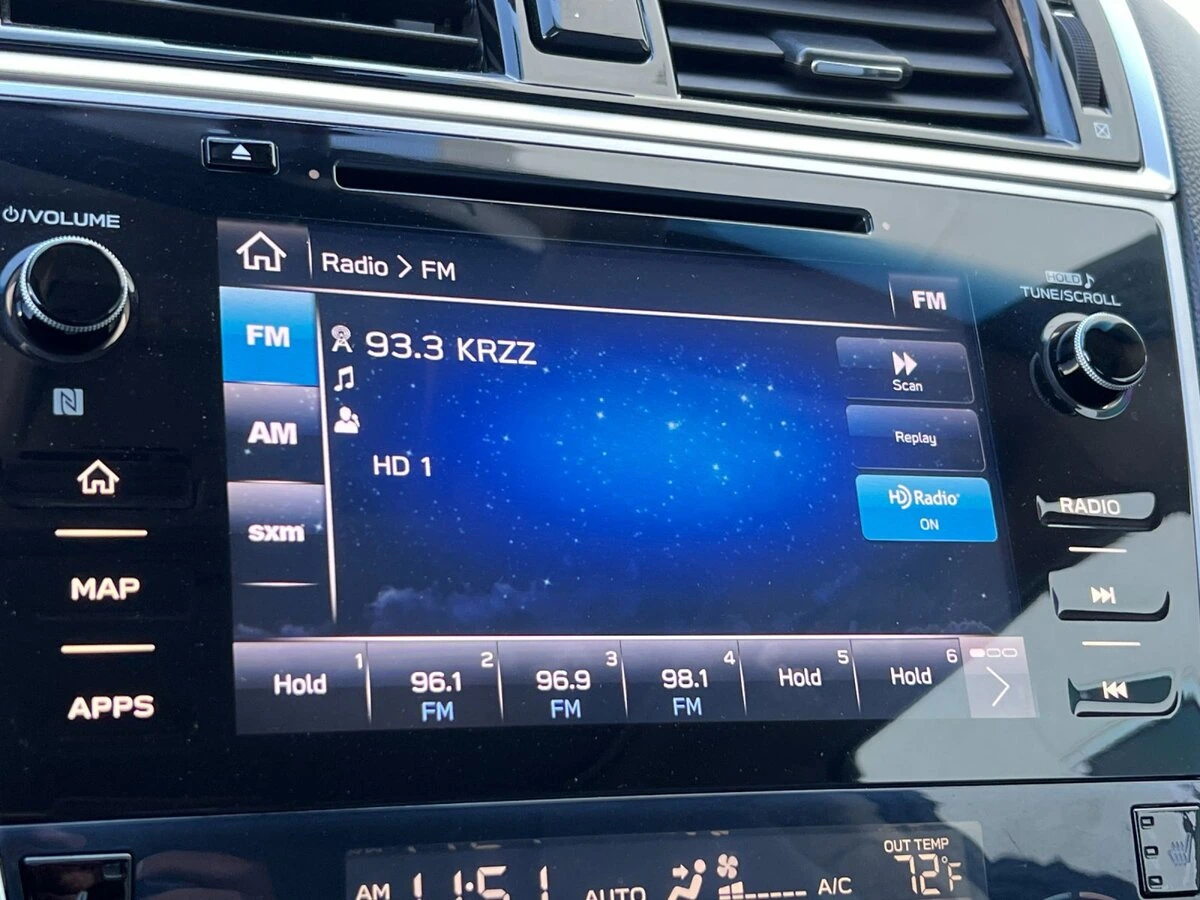 ⏻/VOLUME
Radio > FM
FM
HOLD ♪
TUNE/SCROLL
FM
93.3 KRZZ
Scan
AM
HD 1
Replay
HD Radio
ON
sxm
RADIO
MAP
APPS
1
Hold
2
96.1
FM
3
96.9
FM
4
98.1
FM
5
Hold
6
Hold
AM 11:51
AUTO
A/C
OUT TEMP
72°F